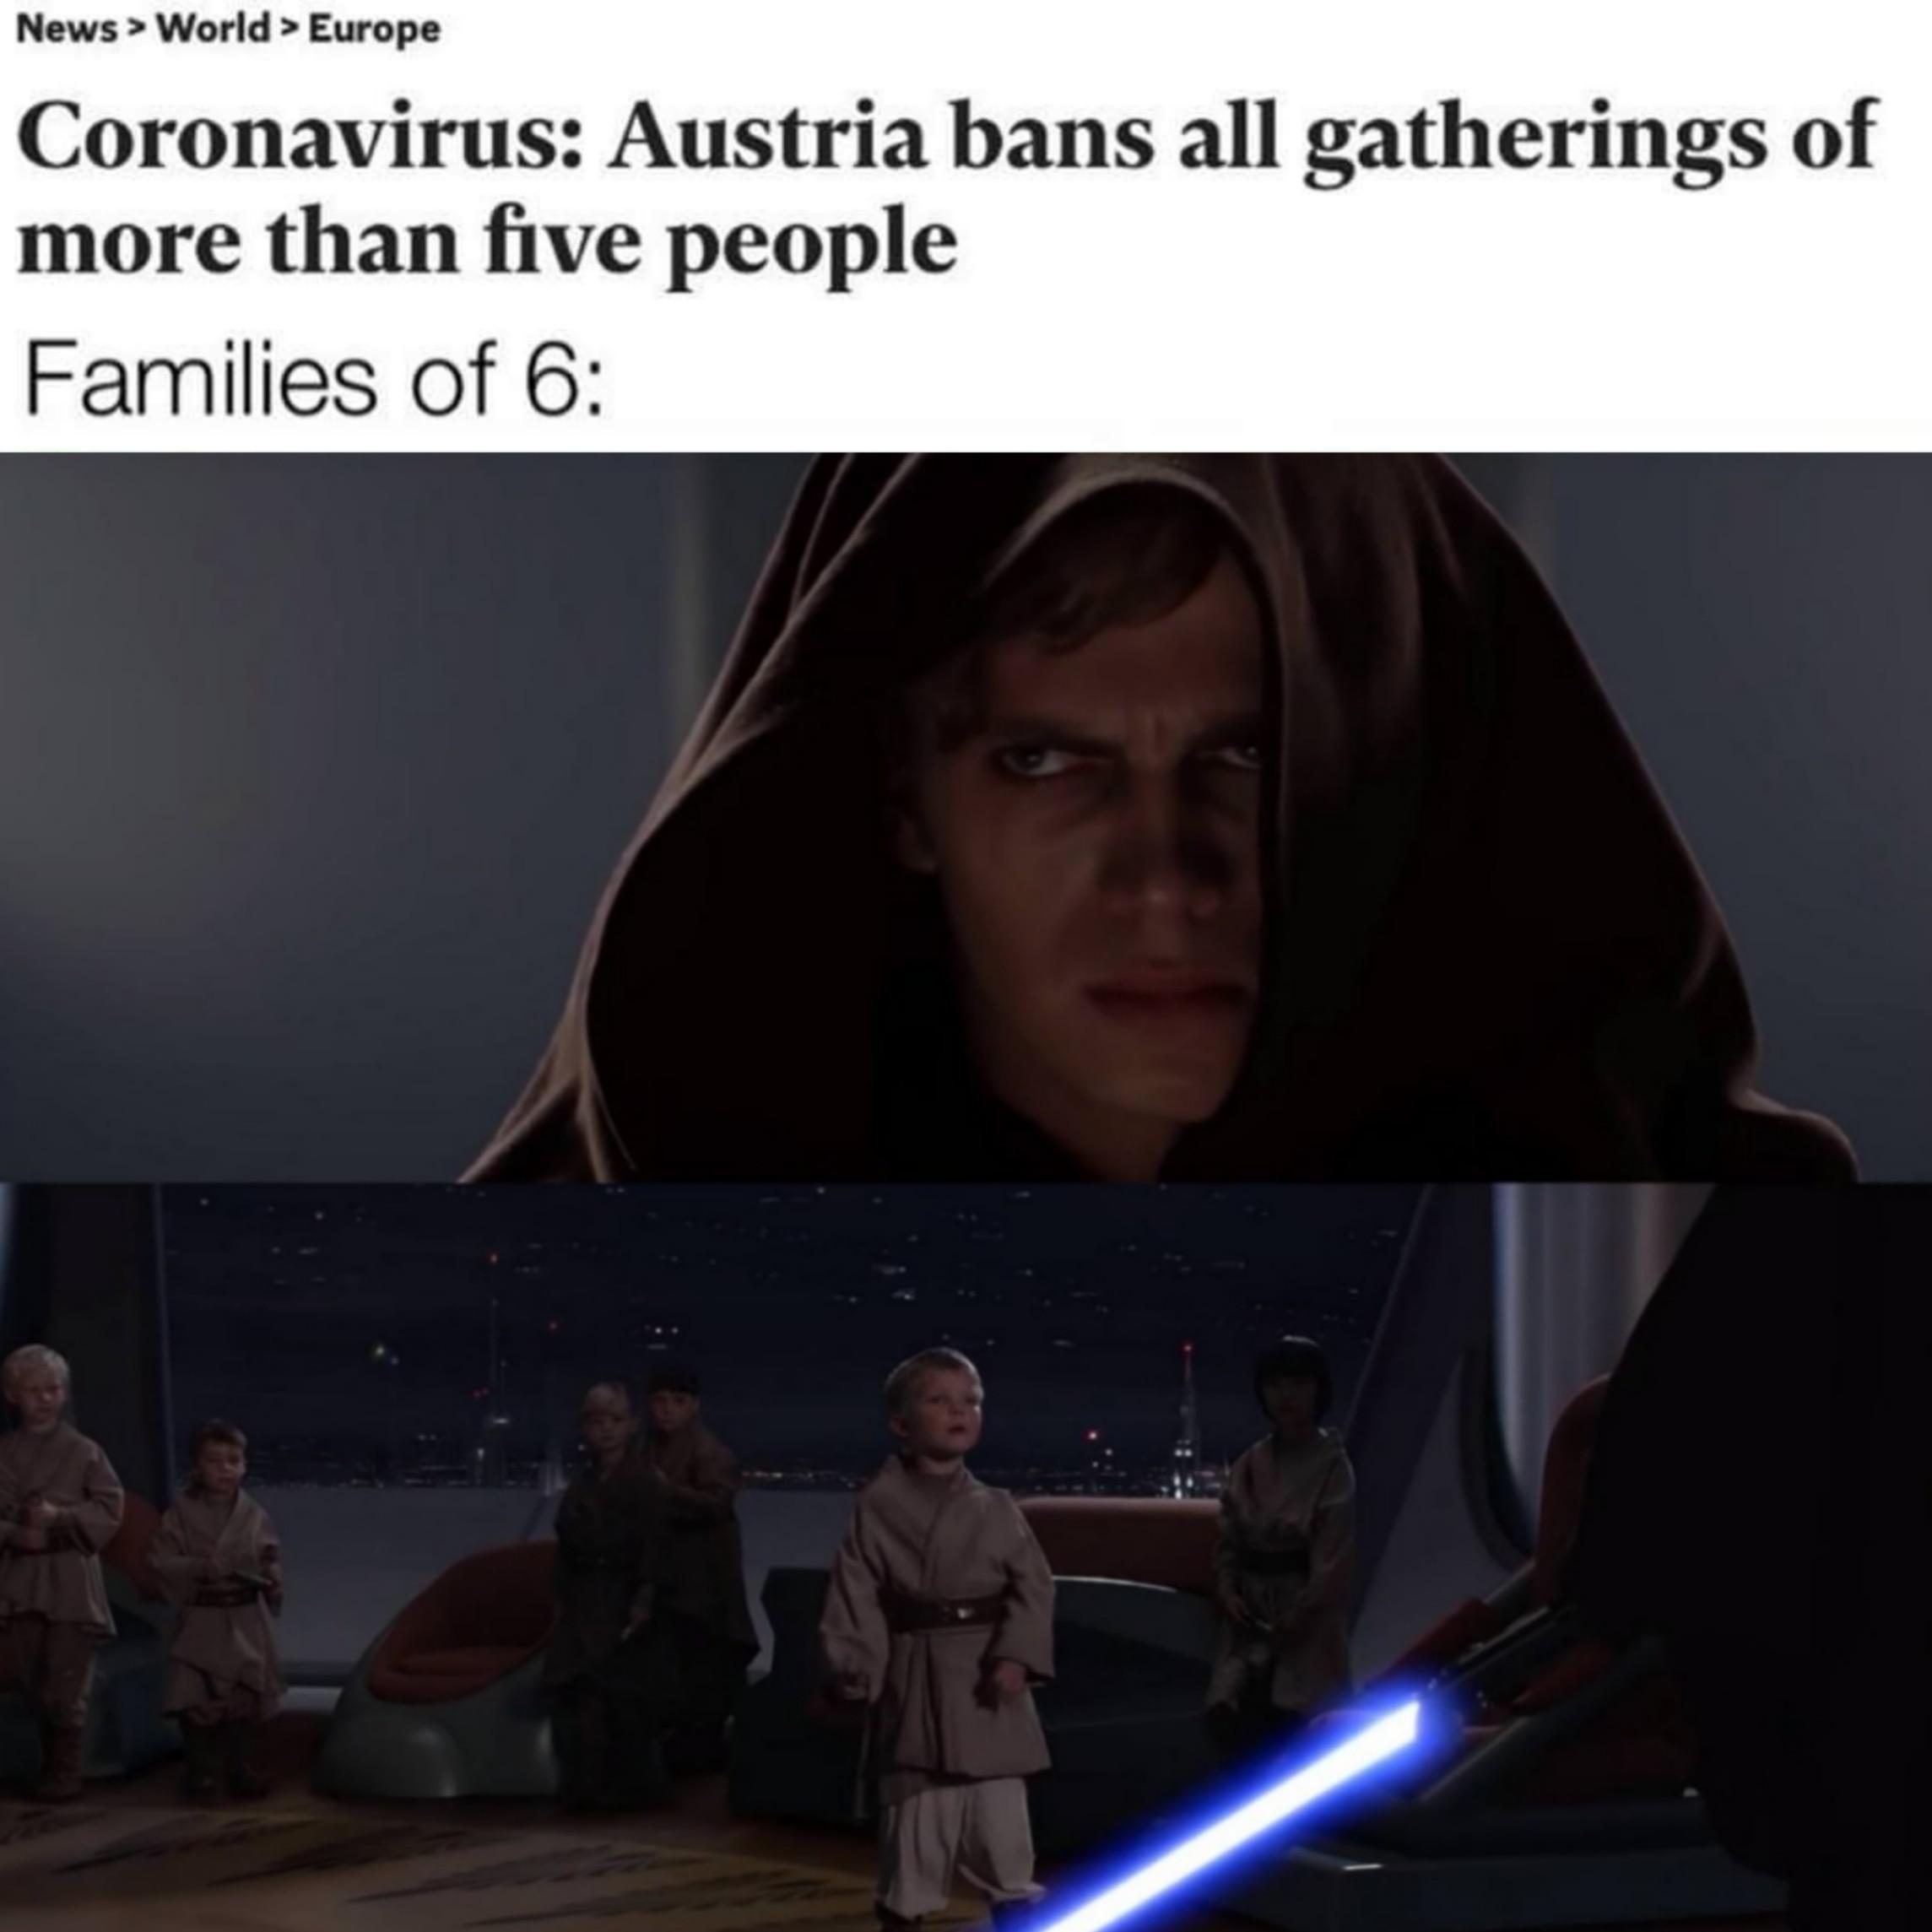 News > World > Europe
Coronavirus: Austria bans all gatherings of
more than five people
Families of 6: